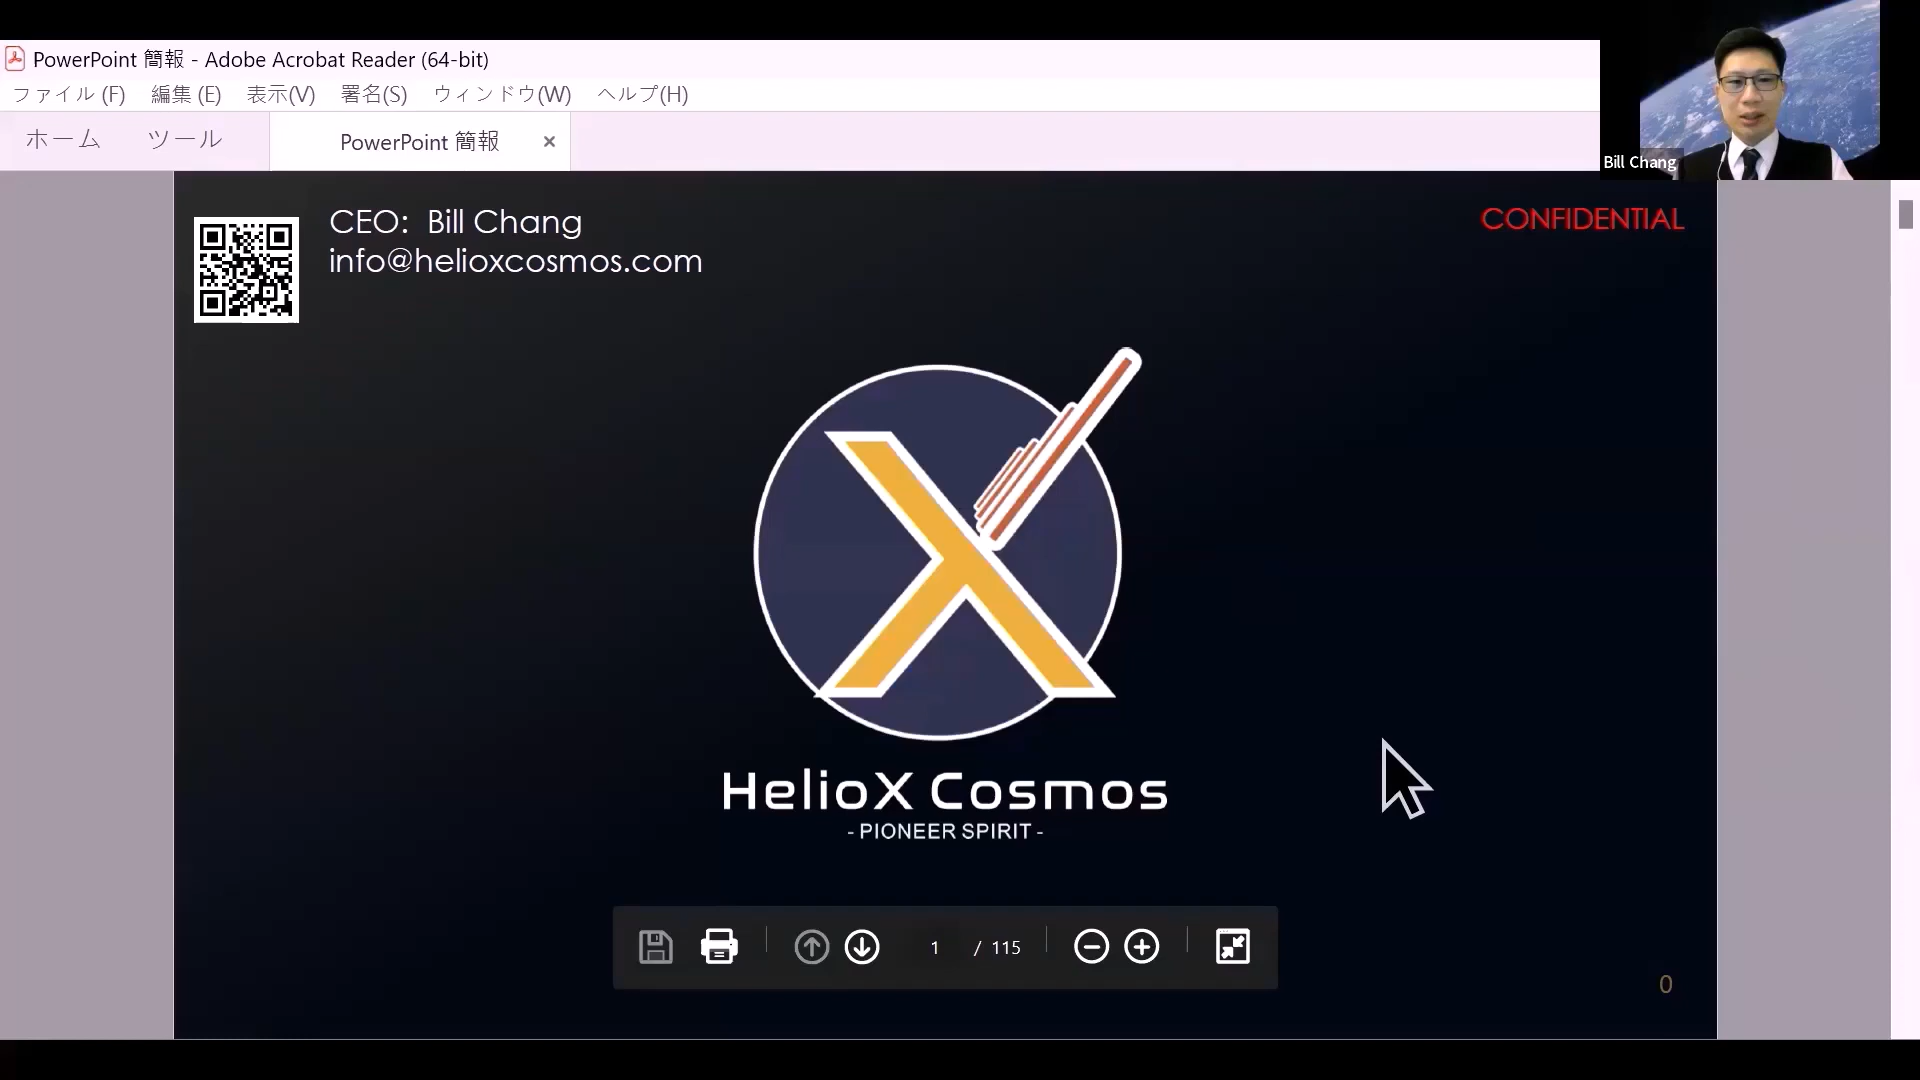 PowerPoint 簡報 - Adobe Acrobat Reader (64-bit)
ファイル (F) 編集 (E) 表示(V) 署名(S) ウィンドウ(W) ヘルプ(H)
ホーム ツール PowerPoint 簡報 ×
Bill Chang
CEO: Bill Chang
info@helioxcosmos.com
CONFIDENTIAL
HelioX Cosmos
- PIONEER SPIRIT -
1 / 115
0